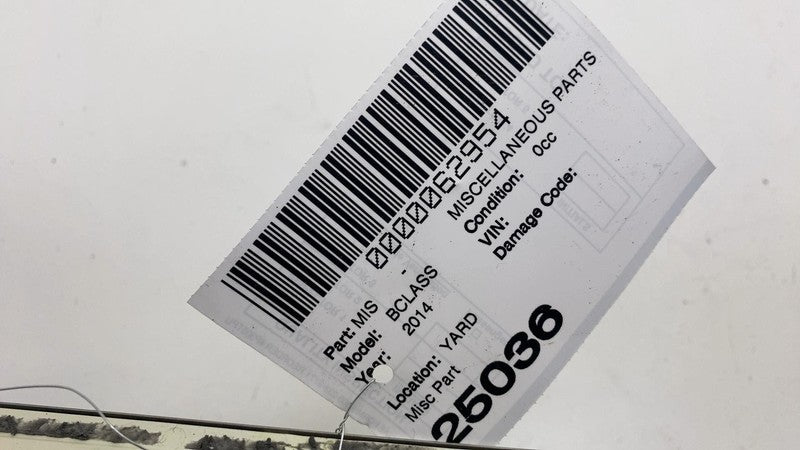 0000062954
Part: MIS - MISCELLANEOUS PARTS
Model: BCLASS Condition: 0cc
Year: 2014 VIN:
Damage Code:
Location: YARD
Misc Part
25036